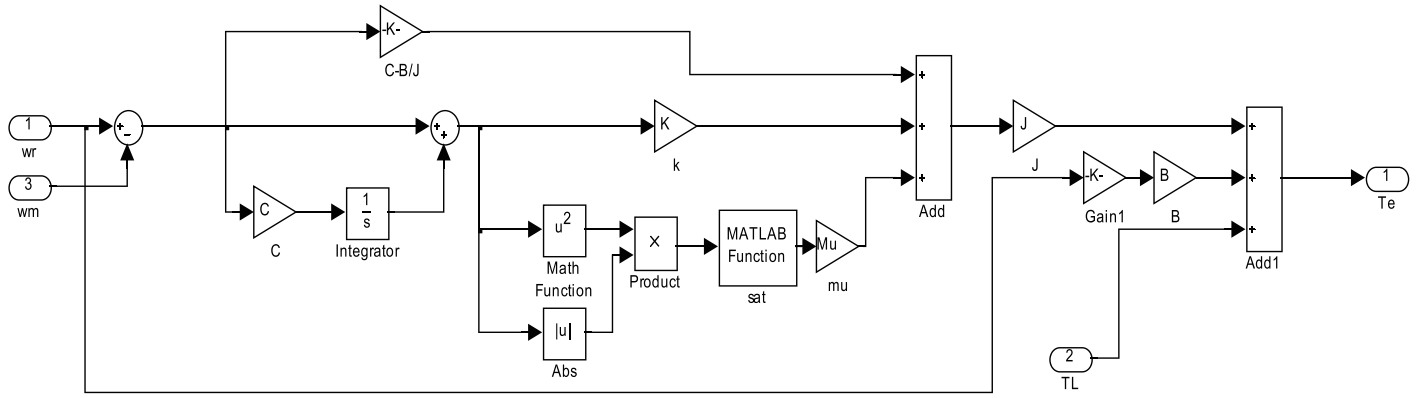 -K-
C-B/J
1
wr
+
−
3
wm
+
+
C
C
1
s
Integrator
K
k
u2
Math
Function
|u|
Abs
×
Product
MATLAB
Function
sat
Mu
mu
+
+
+
Add
J
J
-K-
Gain1
B
B
+
+
+
Add1
2
TL
1
Te